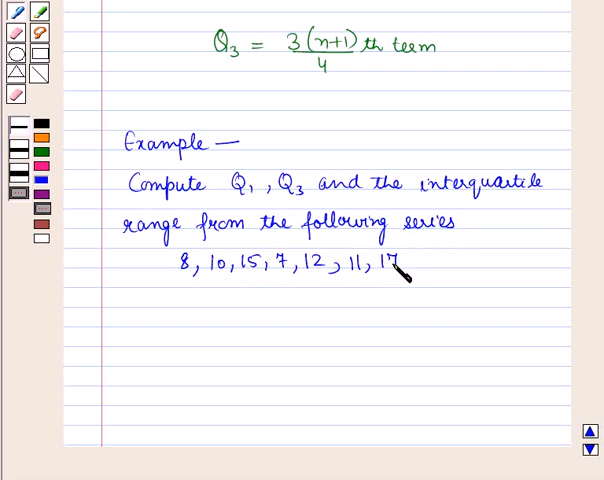 Q₃ = 3(n+1)/4 th term
Example —
Compute Q₁, Q₃ and the interquartile
range from the following series
8, 10, 15, 7, 12, 11, 17